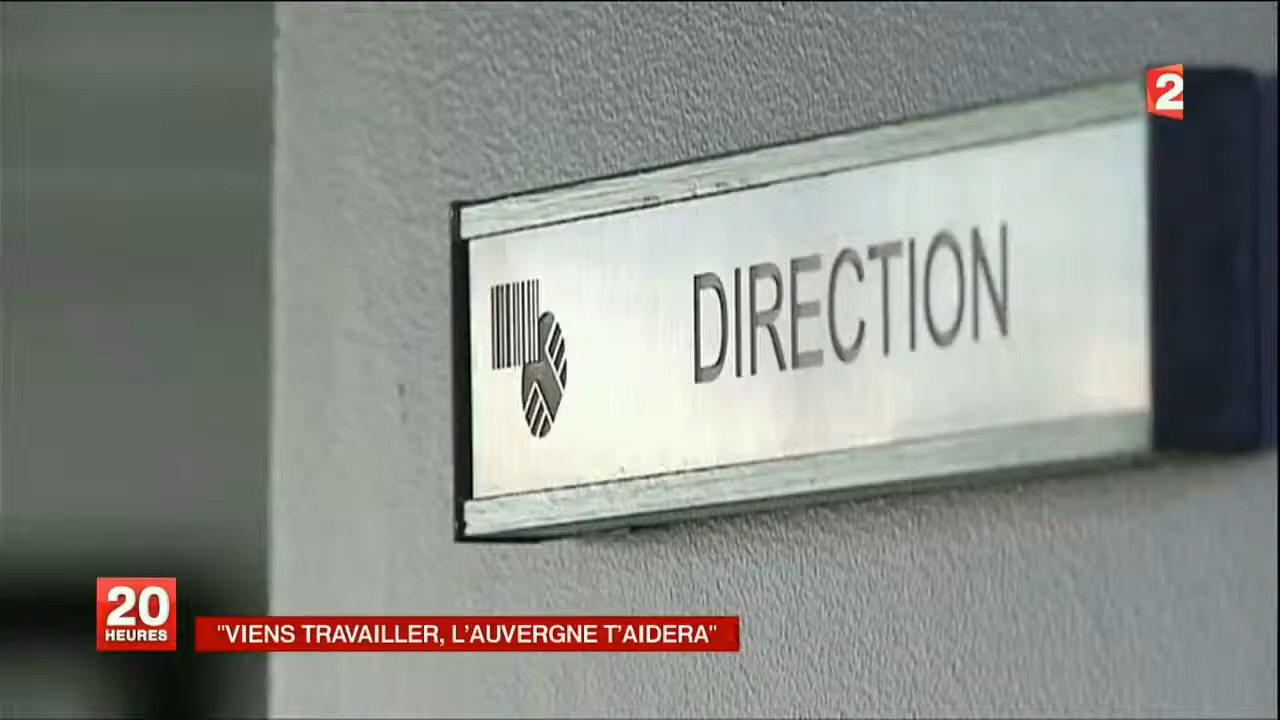 2
DIRECTION
20
HEURES
"VIENS TRAVAILLER, L'AUVERGNE T'AIDERA"